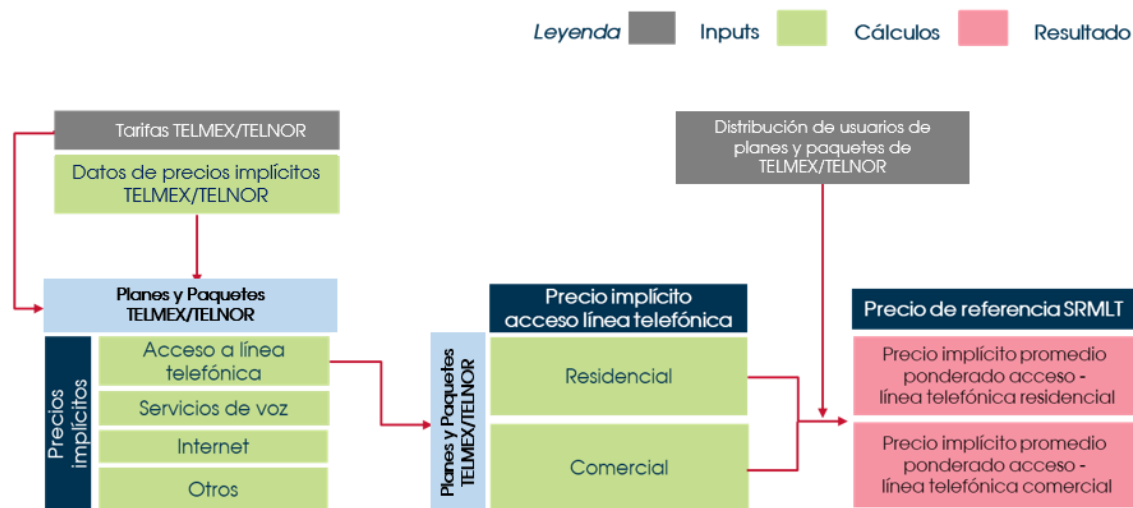 Leyenda Inputs Cálculos Resultado
Tarifas TELMEX/TELNOR
Datos de precios implícitos
TELMEX/TELNOR
Distribución de usuarios de
planes y paquetes de
TELMEX/TELNOR
Planes y Paquetes
TELMEX/TELNOR
Precios
implícitos
Acceso a línea
telefónica
Servicios de voz
Internet
Otros
Planes y Paquetes
TELMEX/TELNOR
Precio implícito
acceso línea telefónica
Residencial
Comercial
Precio de referencia SRMLT
Precio implícito promedio
ponderado acceso -
línea telefónica residencial
Precio implícito promedio
ponderado acceso -
línea telefónica comercial